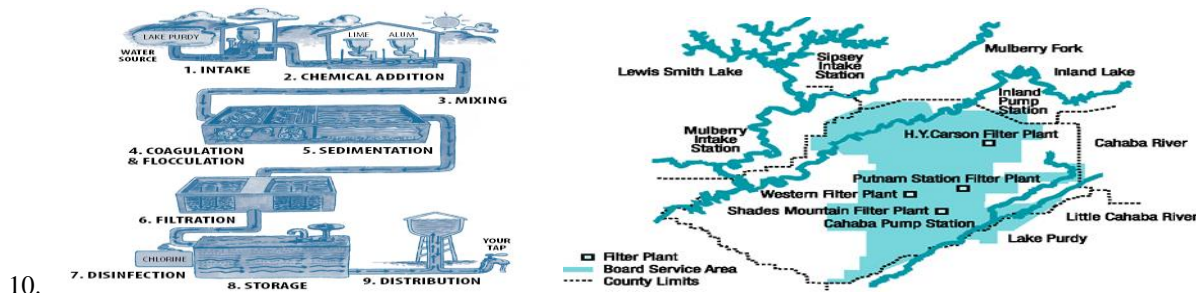 LAKE PURDY
WATER
SOURCE
1. INTAKE
LIME
ALUM
2. CHEMICAL ADDITION
3. MIXING
4. COAGULATION
& FLOCCULATION
5. SEDIMENTATION
6. FILTRATION
CHLORINE
7. DISINFECTION
8. STORAGE
9. DISTRIBUTION
YOUR
TAP
10.
Lewis Smith Lake
Sipsey
Intake
Station
Mulberry Fork
Inland Lake
Inland
Pump
Station
Mulberry
Intake
Station
H.Y.Carson Filter Plant
Cahaba River
Putnam Station Filter Plant
Western Filter Plant
Shades Mountain Filter Plant
Cahaba Pump Station
Little Cahaba River
Lake Purdy
Filter Plant
Board Service Area
County Limits